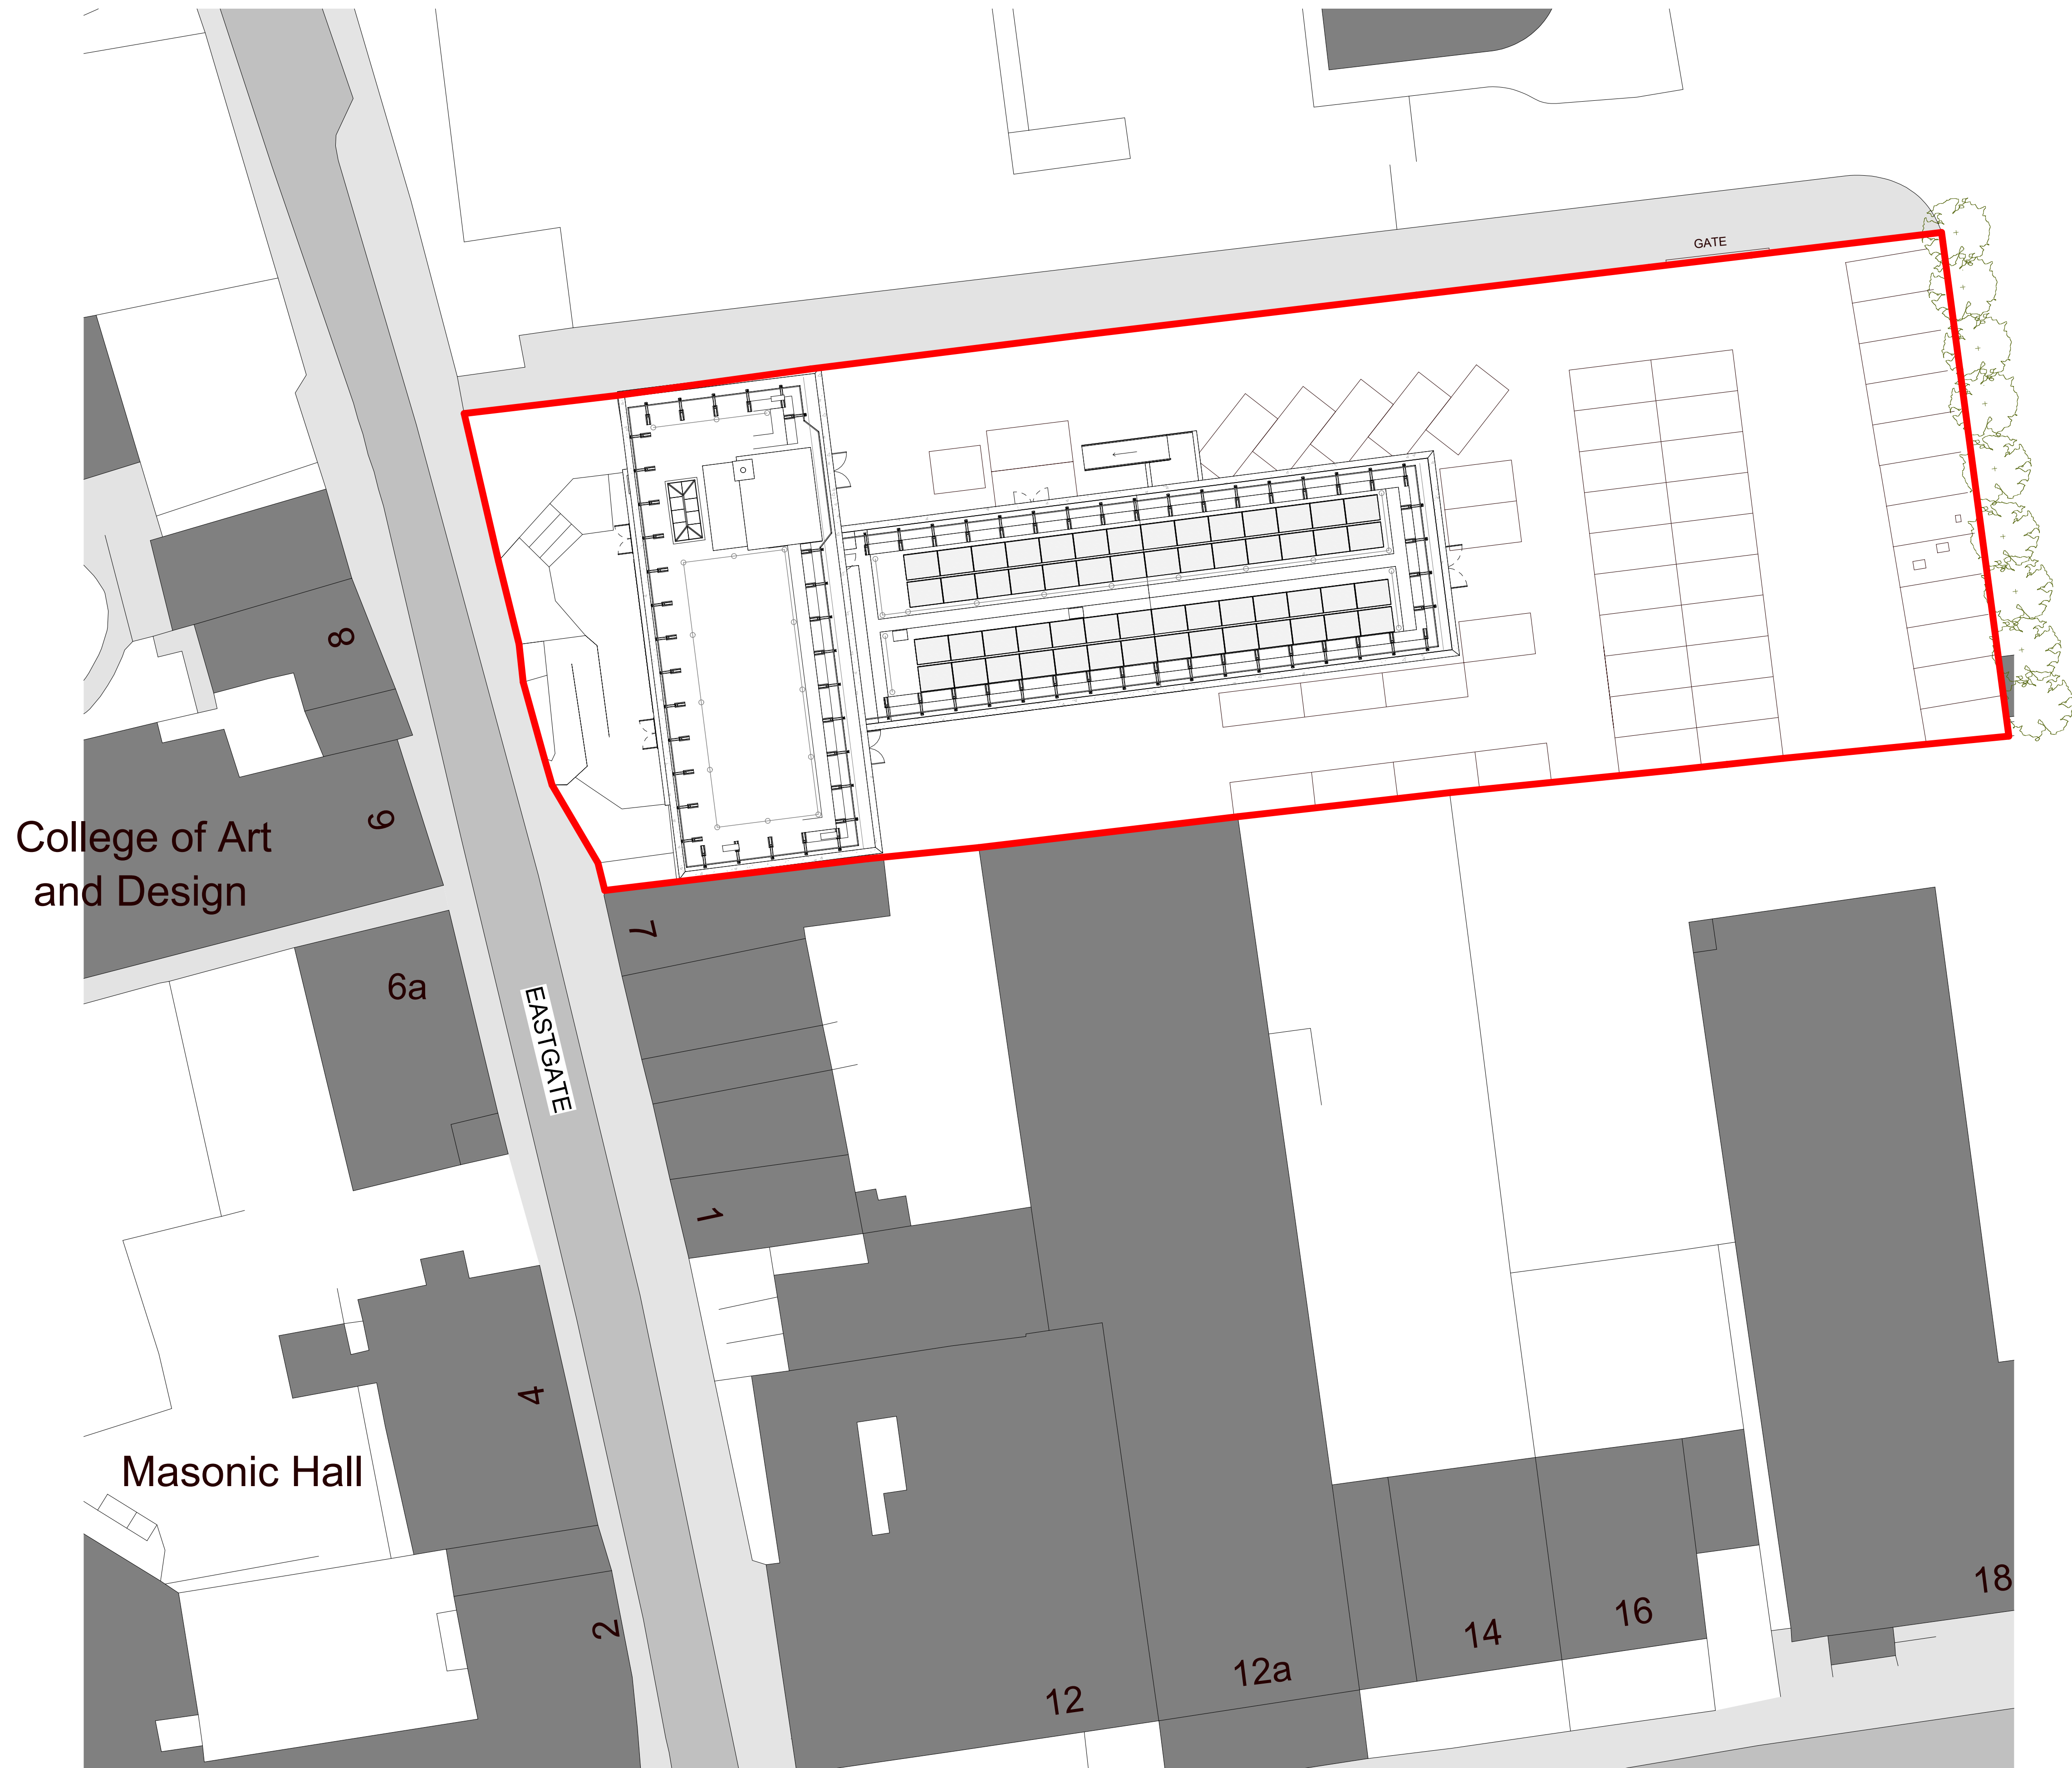 GATE
8
6
College of Art
and Design
7
6a
EASTGATE
1
4
Masonic Hall
2
12
12a
14
16
18